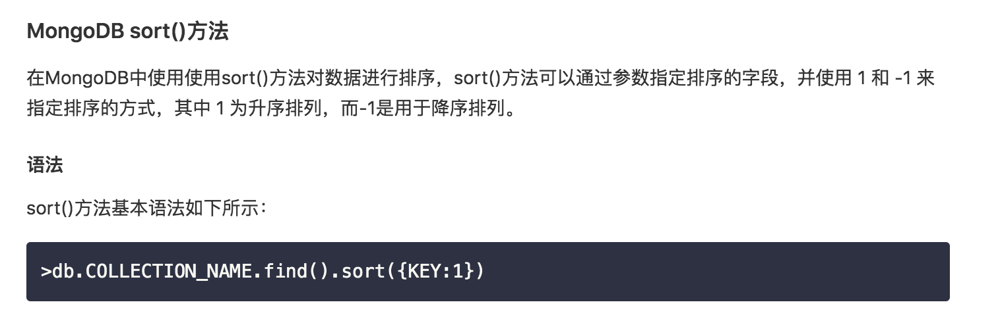 MongoDB sort()方法
在MongoDB中使用使用sort()方法对数据进行排序，sort()方法可以通过参数指定排序的字段，并使用 1 和 -1 来
指定排序的方式，其中 1 为升序排列，而-1是用于降序排列。
语法
sort()方法基本语法如下所示：
>db.COLLECTION_NAME.find().sort({KEY:1})